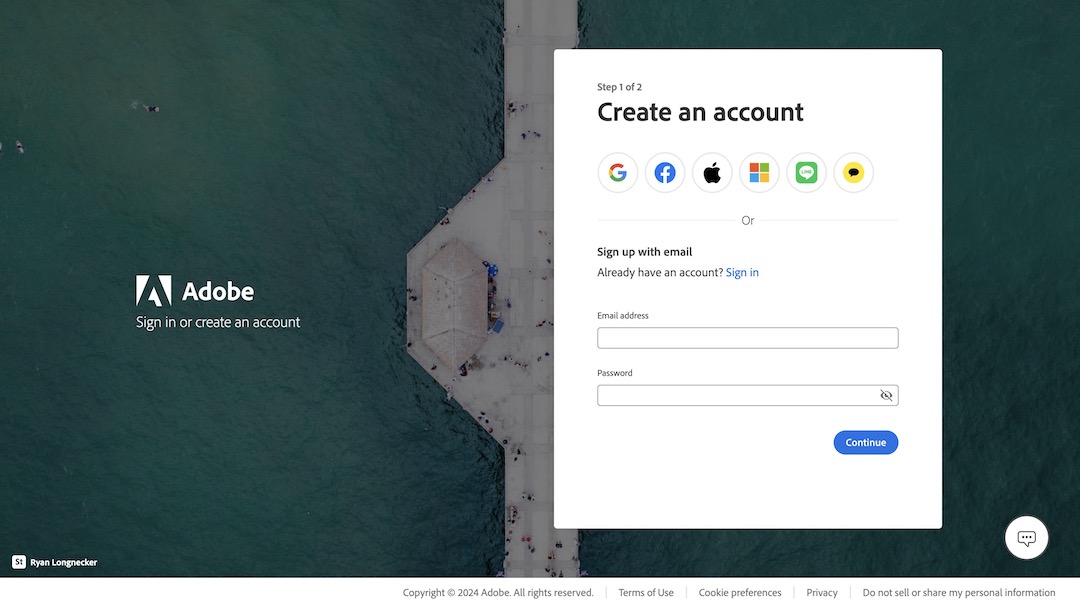 Step 1 of 2
Create an account
LINE
Or
Sign up with email
Already have an account? Sign in
Email address
Password
Continue
Adobe
Sign in or create an account
St Ryan Longnecker
Copyright © 2024 Adobe. All rights reserved. Terms of Use Cookie preferences Privacy Do not sell or share my personal information